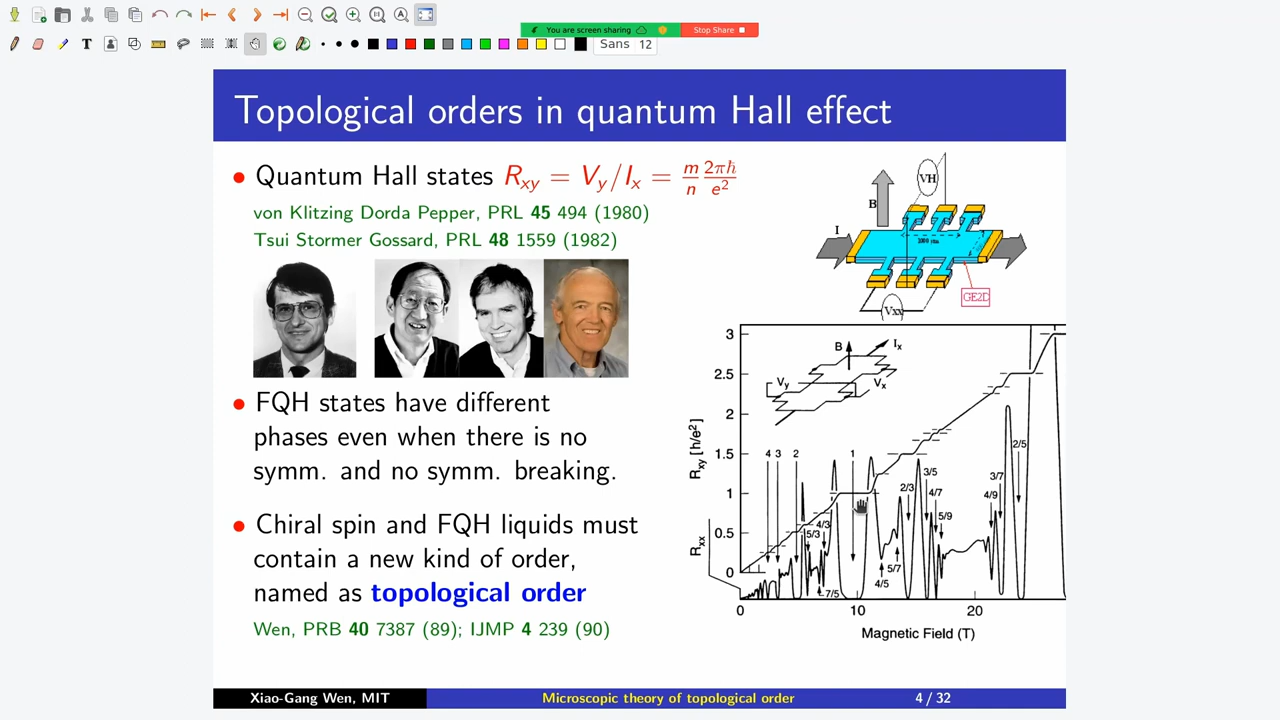 You are screen sharing
Stop Share
T
Sans 12
Topological orders in quantum Hall effect
• Quantum Hall states R_xy = V_y/I_x = m/n 2πħ/e²
von Klitzing Dorda Pepper, PRL 45 494 (1980)
Tsui Stormer Gossard, PRL 48 1559 (1982)
• FQH states have different
phases even when there is no
symm. and no symm. breaking.
• Chiral spin and FQH liquids must
contain a new kind of order,
named as topological order
Wen, PRB 40 7387 (89); IJMP 4 239 (90)
VH
B
I
GE2D
Vxx
3
2.5
2
1.5
1
0.5
0
R_xy [h/e²]
R_xx
B
I_x
V_y
V_x
4 3 2 1
2/5
3/5
3/7
2/3
4/7
4/9
4/3
5/3
5/9
5/7
4/5
7/5
0 10 20
Magnetic Field (T)
Xiao-Gang Wen, MIT
Microscopic theory of topological order
4 / 32